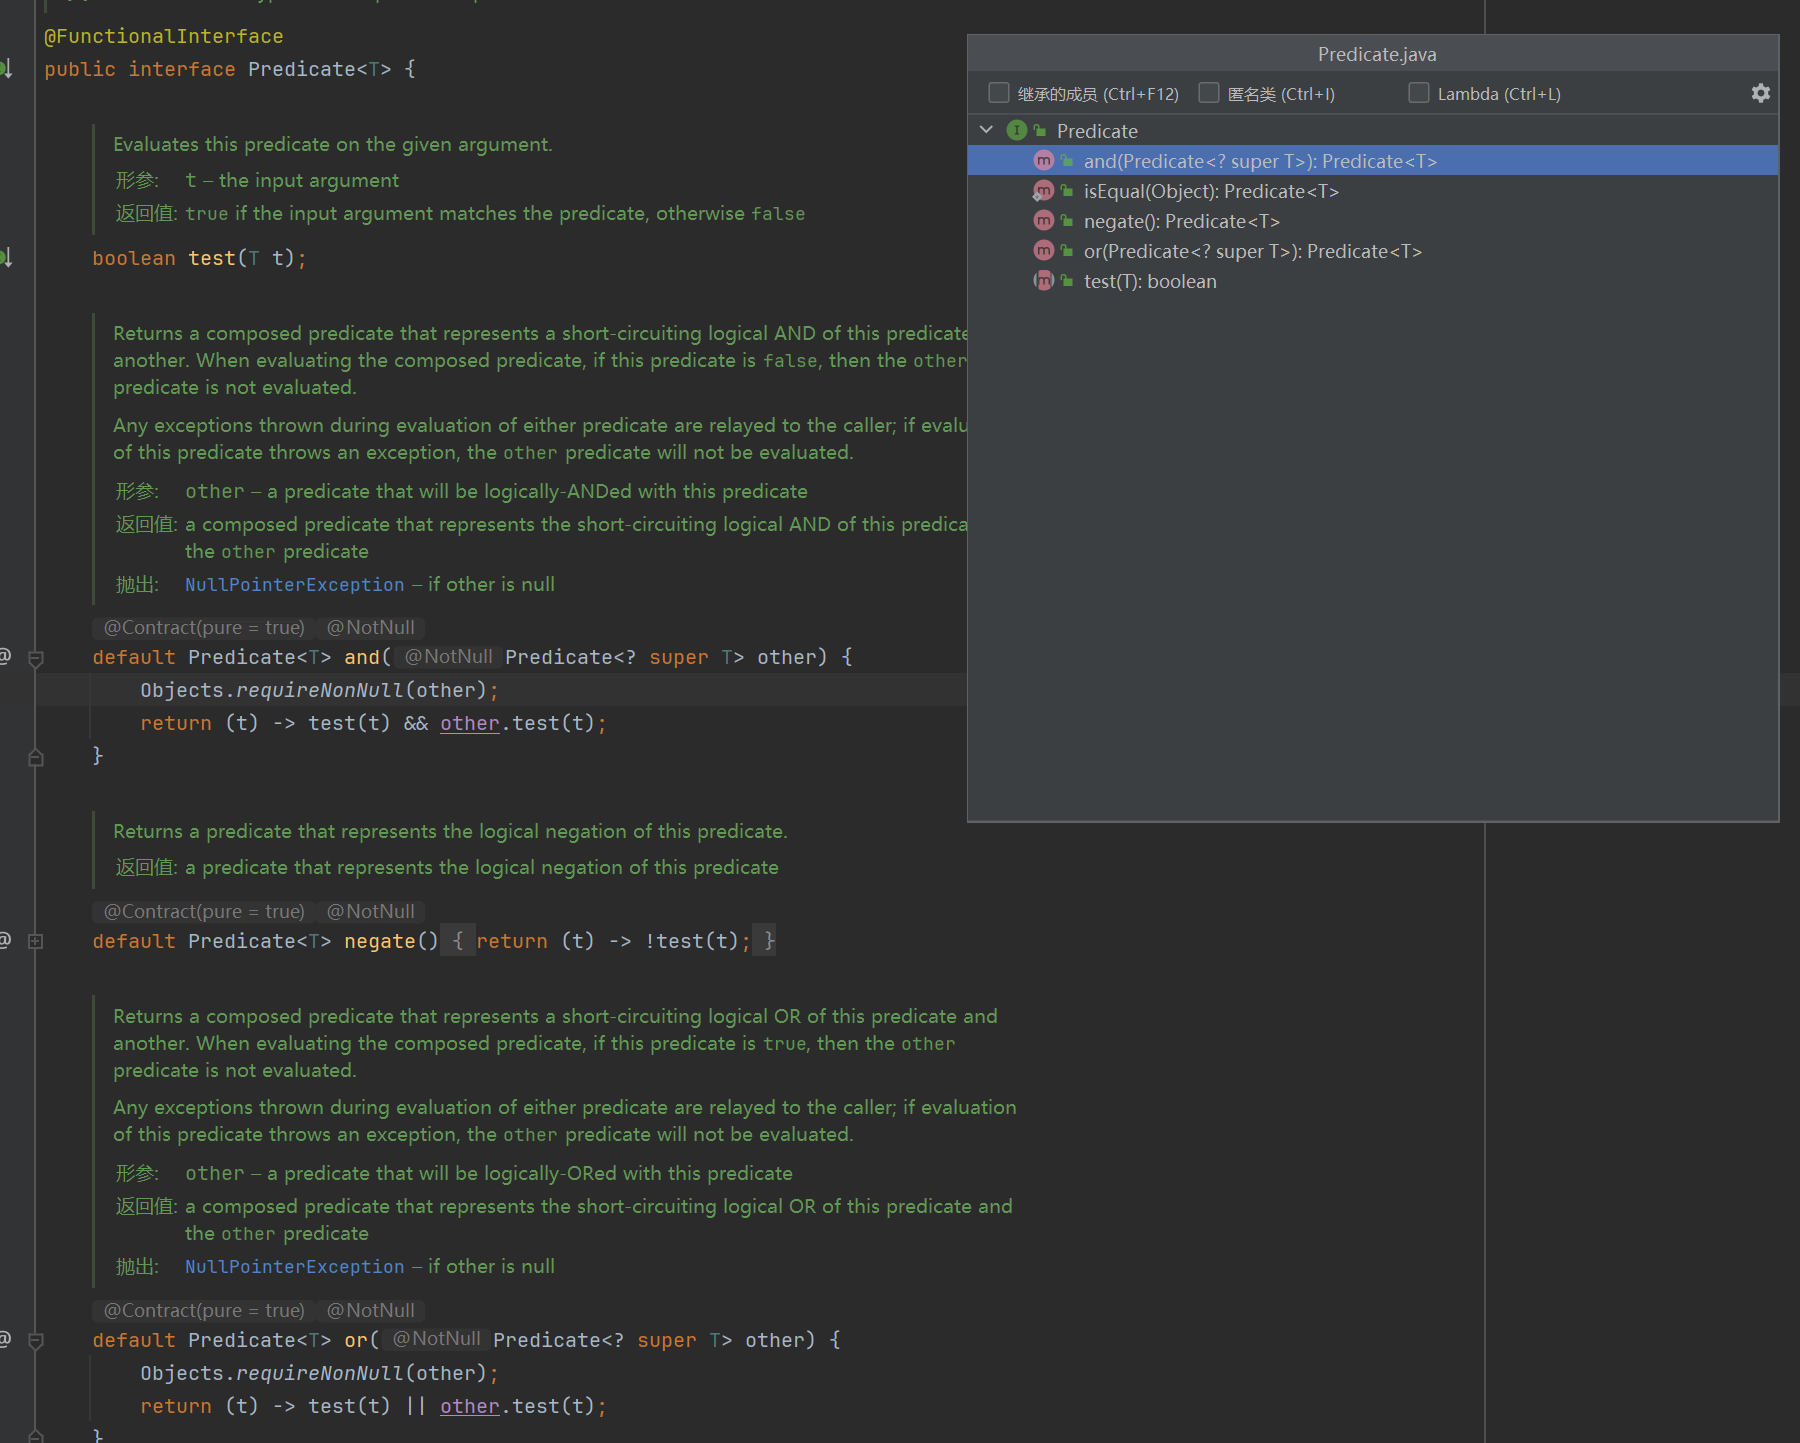 @FunctionalInterface
public interface Predicate<T> {
Evaluates this predicate on the given argument.
形参: t – the input argument
返回值: true if the input argument matches the predicate, otherwise false
boolean test(T t);
Returns a composed predicate that represents a short-circuiting logical AND of this predicate
another. When evaluating the composed predicate, if this predicate is false, then the other
predicate is not evaluated.
Any exceptions thrown during evaluation of either predicate are relayed to the caller; if evalu
of this predicate throws an exception, the other predicate will not be evaluated.
形参: other – a predicate that will be logically-ANDed with this predicate
返回值: a composed predicate that represents the short-circuiting logical AND of this predica
the other predicate
抛出: NullPointerException – if other is null
@Contract(pure = true) @NotNull
default Predicate<T> and( @NotNull Predicate<? super T> other) {
Objects.requireNonNull(other);
return (t) -> test(t) && other.test(t);
}
Returns a predicate that represents the logical negation of this predicate.
返回值: a predicate that represents the logical negation of this predicate
@Contract(pure = true) @NotNull
default Predicate<T> negate() { return (t) -> !test(t); }
Returns a composed predicate that represents a short-circuiting logical OR of this predicate and
another. When evaluating the composed predicate, if this predicate is true, then the other
predicate is not evaluated.
Any exceptions thrown during evaluation of either predicate are relayed to the caller; if evaluation
of this predicate throws an exception, the other predicate will not be evaluated.
形参: other – a predicate that will be logically-ORed with this predicate
返回值: a composed predicate that represents the short-circuiting logical OR of this predicate and
the other predicate
抛出: NullPointerException – if other is null
@Contract(pure = true) @NotNull
default Predicate<T> or( @NotNull Predicate<? super T> other) {
Objects.requireNonNull(other);
return (t) -> test(t) || other.test(t);
}
Predicate.java
继承的成员 (Ctrl+F12) 匿名类 (Ctrl+I) Lambda (Ctrl+L)
Predicate
and(Predicate<? super T>): Predicate<T>
isEqual(Object): Predicate<T>
negate(): Predicate<T>
or(Predicate<? super T>): Predicate<T>
test(T): boolean